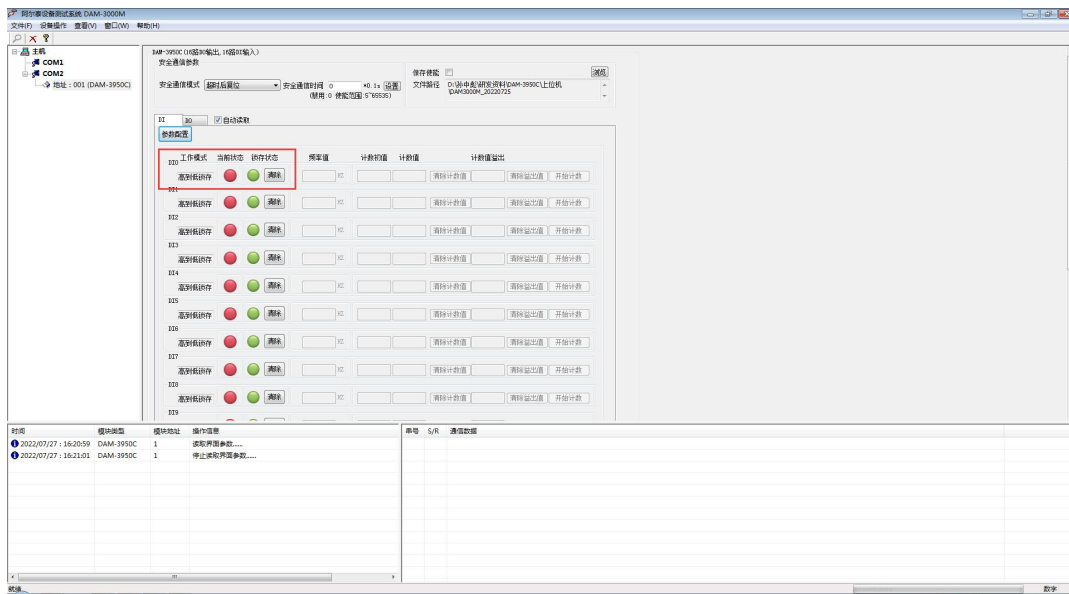 阿尔泰设备测试系统 DAM-3000M
文件(F) 设备操作 查看(V) 窗口(W) 帮助(H)
主机
COM1
COM2
地址：001 (DAM-3950C)
DAM-3950C(16路DO输出,16路DI输入)
安全通信参数
安全通信模式 超时后复位 安全通信时间 0 *0.1s 设置
(禁用:0 使能范围:5~65535)
保存使能 浏览
文件路径 D:\孙中彪\研发资料\DAM-3950C\上位机
\DAM3000M_20220725
DI DO 自动读取
参数配置
工作模式 当前状态 锁存状态 频率值 计数初值 计数值 计数值溢出
DI0
高到低锁存 清除 HZ 清除计数值 清除溢出值 开始计数
DI1
高到低锁存 清除 HZ 清除计数值 清除溢出值 开始计数
DI2
高到低锁存 清除 HZ 清除计数值 清除溢出值 开始计数
DI3
高到低锁存 清除 HZ 清除计数值 清除溢出值 开始计数
DI4
高到低锁存 清除 HZ 清除计数值 清除溢出值 开始计数
DI5
高到低锁存 清除 HZ 清除计数值 清除溢出值 开始计数
DI6
高到低锁存 清除 HZ 清除计数值 清除溢出值 开始计数
DI7
高到低锁存 清除 HZ 清除计数值 清除溢出值 开始计数
DI8
高到低锁存 清除 HZ 清除计数值 清除溢出值 开始计数
DI9
时间 模块类型 模块地址 操作信息
2022/07/27 : 16:20:59 DAM-3950C 1 读取界面参数......
2022/07/27 : 16:21:01 DAM-3950C 1 停止读取界面参数......
串号 S/R 通信数据
就绪 数字